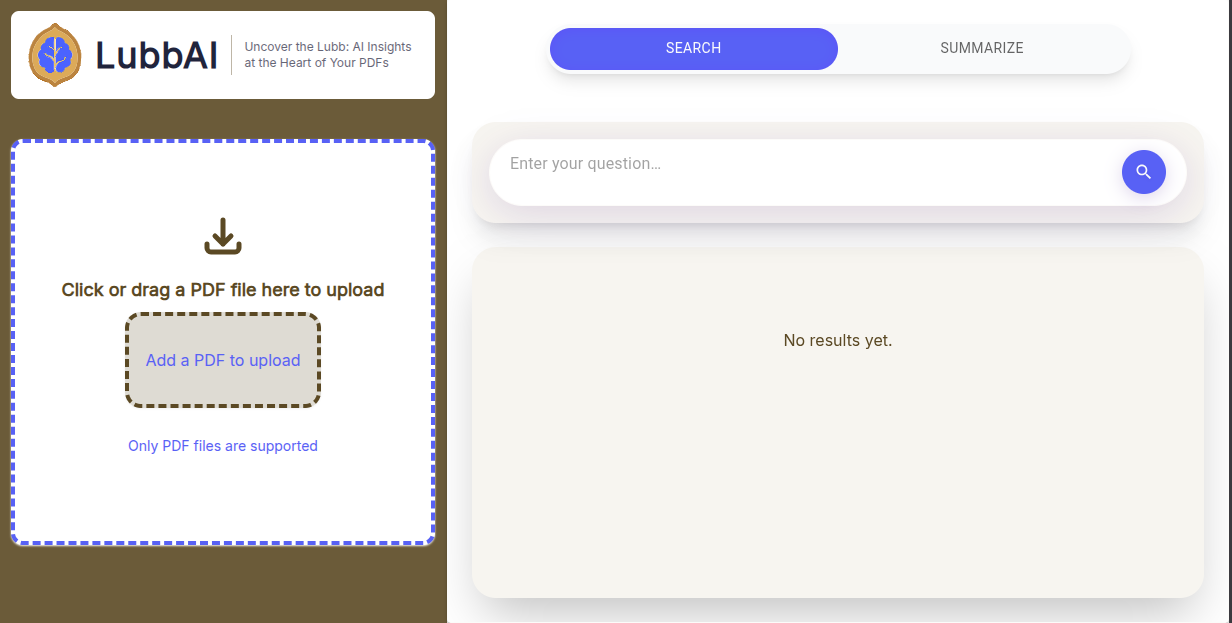 LubbAI
Uncover the Lubb: AI Insights
at the Heart of Your PDFs
Click or drag a PDF file here to upload
Add a PDF to upload
Only PDF files are supported
SEARCH
SUMMARIZE
Enter your question...
No results yet.